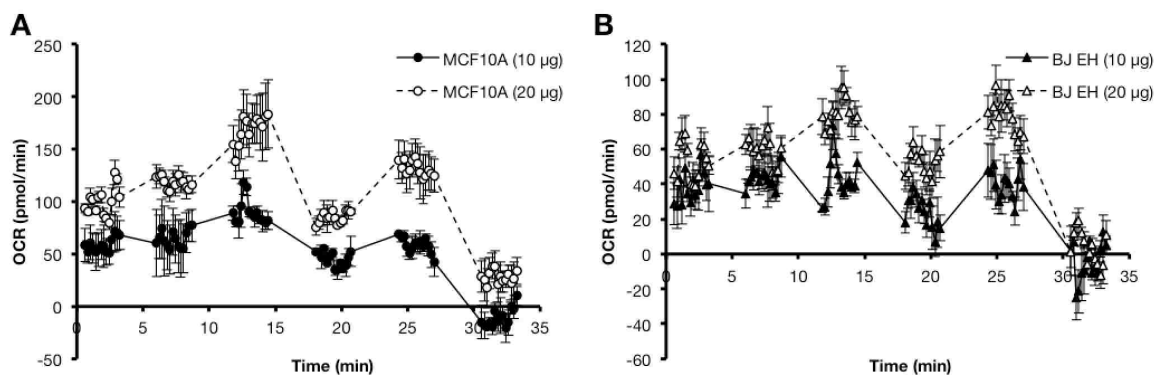 A
250
200
150
100
50
0
-50
OCR (pmol/min)
MCF10A (10 µg)
MCF10A (20 µg)
0 5 10 15 20 25 30 35
Time (min)
B
120
100
80
60
40
20
0
-20
-40
-60
OCR (pmol/min)
BJ EH (10 µg)
BJ EH (20 µg)
0 5 10 15 20 25 30 35
Time (min)